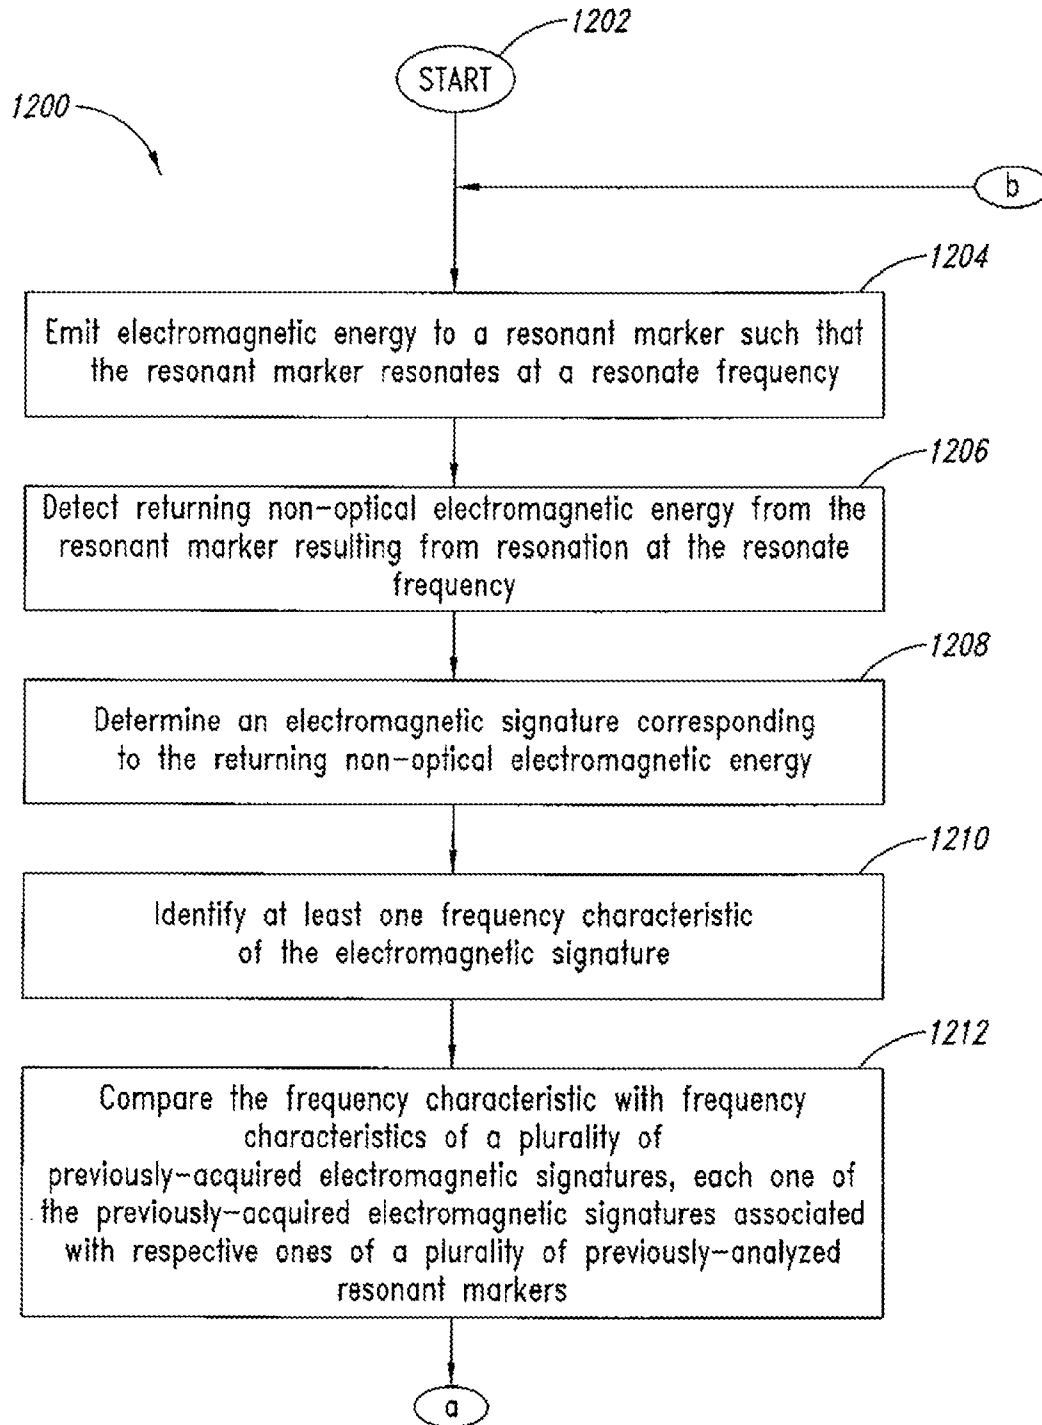 1202
START
1200
b
1204
Emit electromagnetic energy to a resonant marker such that
the resonant marker resonates at a resonate frequency
1206
Detect returning non-optical electromagnetic energy from the
resonant marker resulting from resonation at the resonate
frequency
1208
Determine an electromagnetic signature corresponding
to the returning non-optical electromagnetic energy
1210
Identify at least one frequency characteristic
of the electromagnetic signature
1212
Compare the frequency characteristic with frequency
characteristics of a plurality of
previously-acquired electromagnetic signatures, each one of
the previously-acquired electromagnetic signatures associated
with respective ones of a plurality of previously-analyzed
resonant markers
a